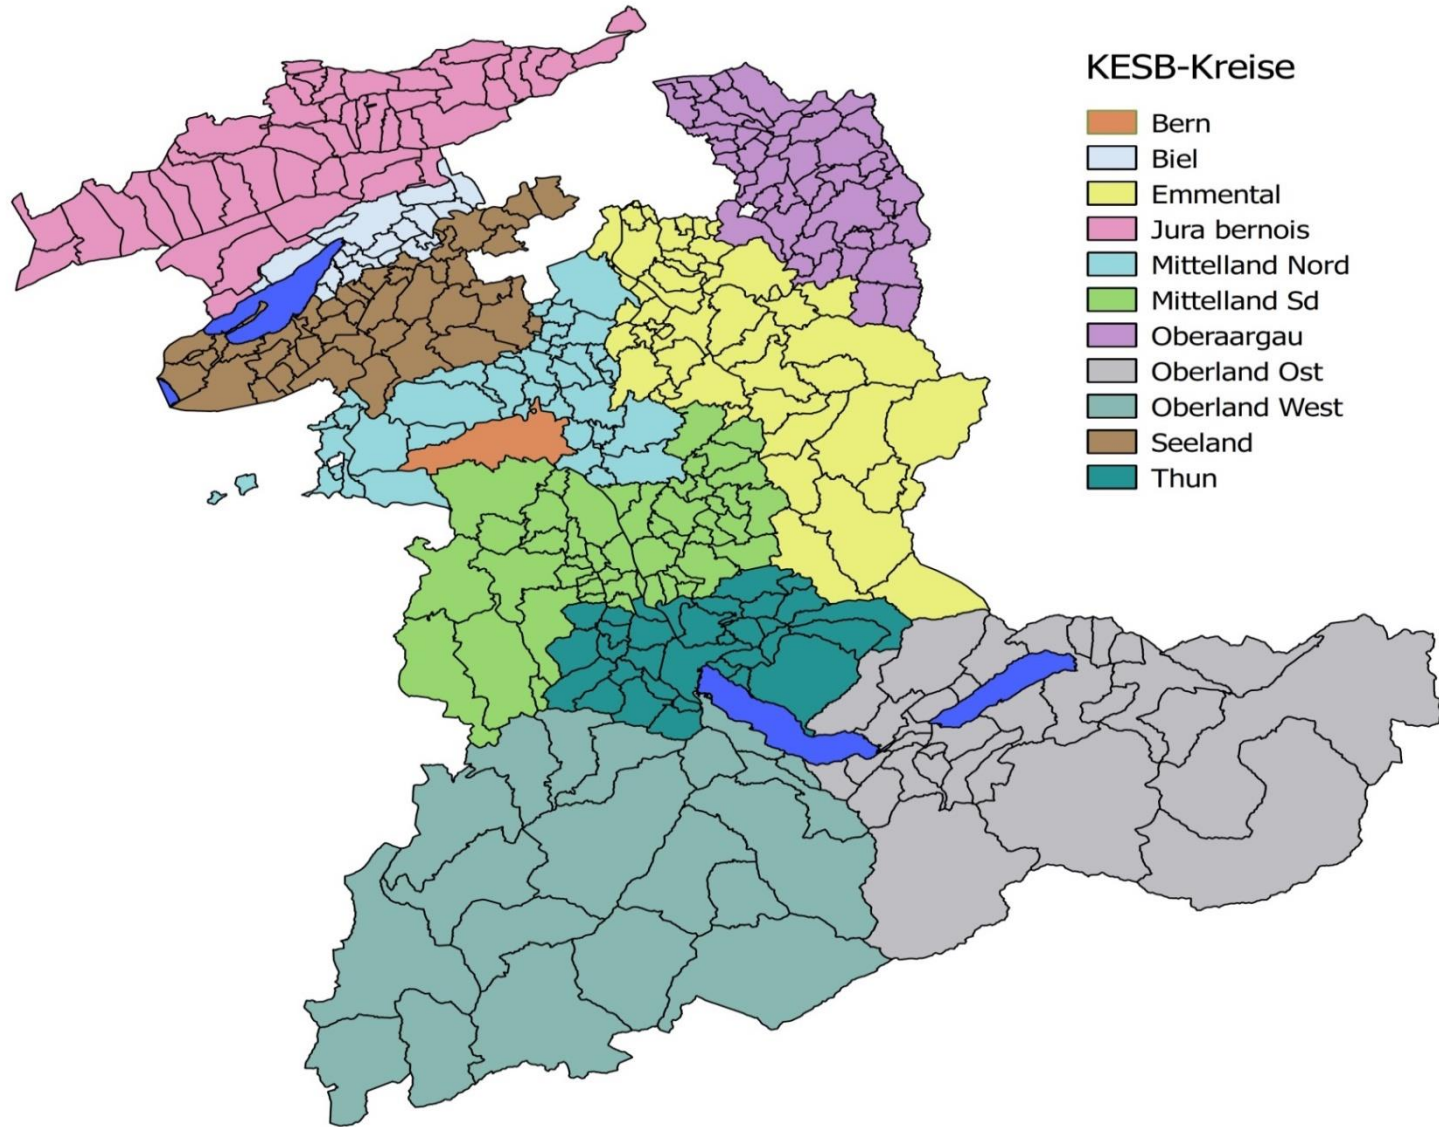 KESB-Kreise
Bern
Biel
Emmental
Jura bernois
Mittelland Nord
Mittelland Sd
Oberaargau
Oberland Ost
Oberland West
Seeland
Thun